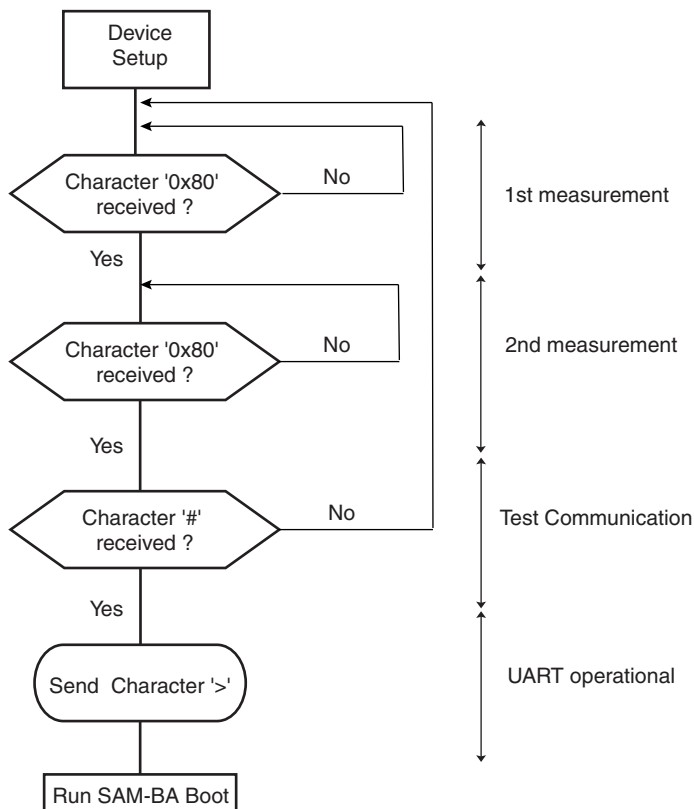 Device
Setup
Character '0x80'
received ?
No
1st measurement
Yes
Character '0x80'
received ?
No
2nd measurement
Yes
Character '#'
received ?
No
Test Communication
Yes
Send Character '>'
UART operational
Run SAM-BA Boot